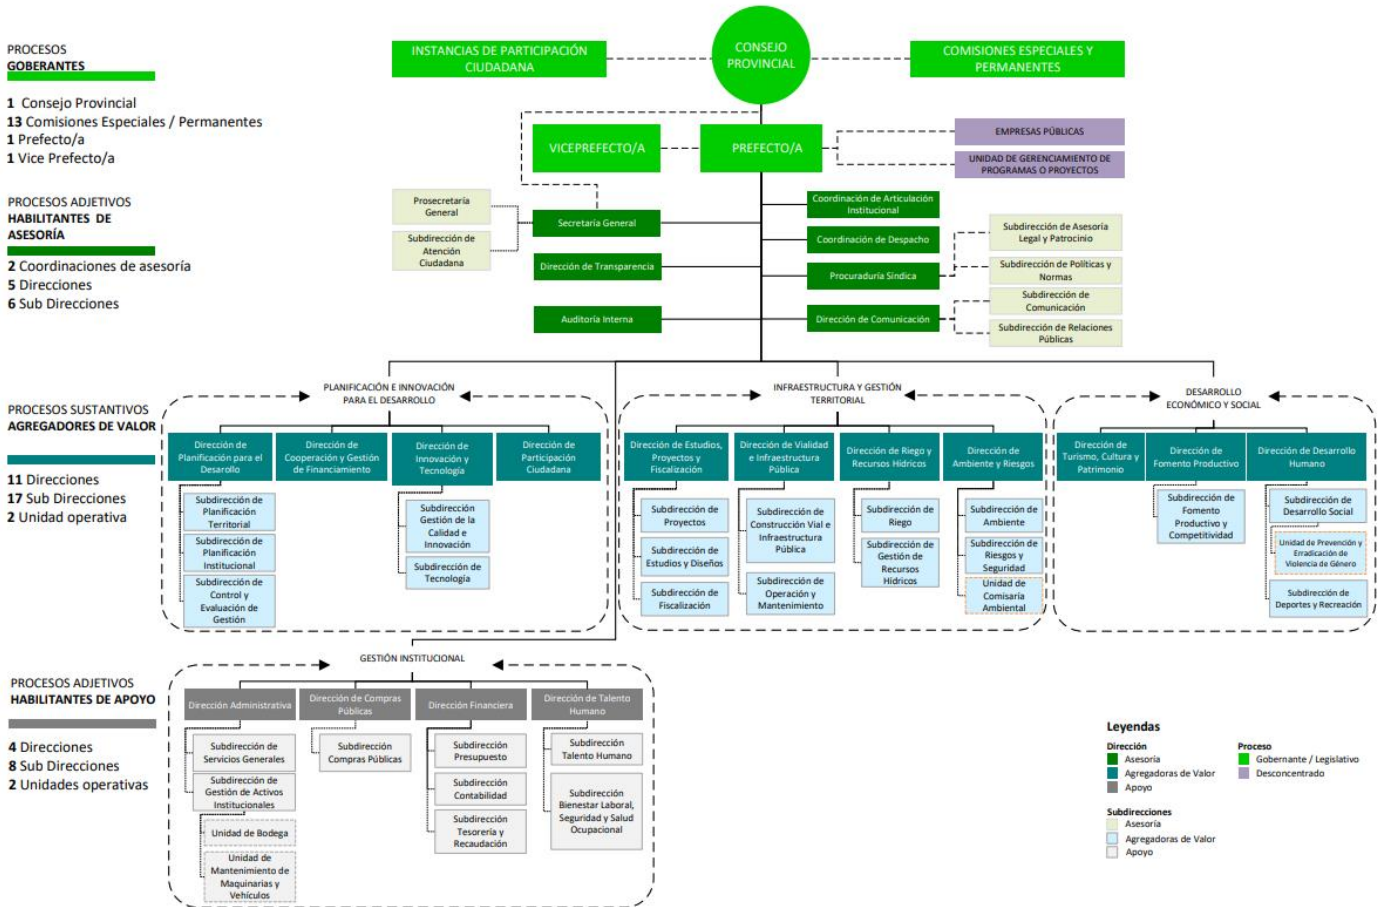 PROCESOS
GOBERANTES
1 Consejo Provincial
13 Comisiones Especiales / Permanentes
1 Prefecto/a
1 Vice Prefecto/a
INSTANCIAS DE PARTICIPACIÓN
CIUDADANA
CONSEJO
PROVINCIAL
COMISIONES ESPECIALES Y
PERMANENTES
VICEPREFECTO/A
PREFECTO/A
EMPRESAS PÚBLICAS
UNIDAD DE GERENCIAMIENTO DE
PROGRAMAS O PROYECTOS
PROCESOS ADJETIVOS
HABILITANTES DE
ASESORÍA
2 Coordinaciones de asesoría
5 Direcciones
6 Sub Direcciones
Prosecretaría
General
Subdirección de
Atención
Ciudadana
Secretaría General
Dirección de Transparencia
Auditoría Interna
Coordinación de Articulación
Institucional
Coordinación de Despacho
Procuraduría Síndica
Dirección de Comunicación
Subdirección de Asesoría
Legal y Patrocinio
Subdirección de Políticas y
Normas
Subdirección de
Comunicación
Subdirección de Relaciones
Públicas
PROCESOS SUSTANTIVOS
AGREGADORES DE VALOR
11 Direcciones
17 Sub Direcciones
2 Unidad operativa
PLANIFICACIÓN E INNOVACIÓN
PARA EL DESARROLLO
Dirección de
Planificación para el
Desarollo
Subdirección de
Planificación
Territorial
Subdirección de
Planificación
Institucional
Subdirección de
Control y
Evaluación de
Gestión
Dirección de
Cooperación y Gestión
de Financiamiento
Dirección de
Innovación y
Tecnología
Subdirección
Gestión de la
Calidad e
Innovación
Subdirección de
Tecnología
Dirección de
Participación
Ciudadana
INFRAESTRUCTURA Y GESTIÓN
TERRITORIAL
Dirección de Estudios,
Proyectos y
Fiscalización
Subdirección de
Proyectos
Subdirección de
Estudios y Diseños
Subdirección de
Fiscalización
Dirección de Vialidad
e Infraestructura
Pública
Subdirección de
Construcción Vial e
Infraestructura
Pública
Subdirección de
Operación y
Mantenimiento
Dirección de Riego y
Recursos Hídricos
Subdirección de
Riego
Subdirección de
Gestión de
Recursos
Hídricos
Dirección de
Ambiente y Riesgos
Subdirección de
Ambiente
Subdirección de
Riesgos y
Seguridad
Unidad de
Comisaría
Ambiental
DESARROLLO
ECONÓMICO Y SOCIAL
Dirección de
Turismo, Cultura y
Patrimonio
Dirección de
Fomento Productivo
Subdirección de
Fomento
Productivo y
Competitividad
Dirección de Desarrollo
Humano
Subdirección de
Desarrollo Social
Unidad de Prevención y
Erradicación de
Violencia de Género
Subdirección de
Deportes y Recreación
PROCESOS ADJETIVOS
HABILITANTES DE APOYO
4 Direcciones
8 Sub Direcciones
2 Unidades operativas
GESTIÓN INSTITUCIONAL
Dirección Administrativa
Subdirección de
Servicios Generales
Subdirección de
Gestión de Activos
Institucionales
Unidad de Bodega
Unidad de
Mantenimiento de
Maquinarias y
Vehículos
Dirección de Compras
Públicas
Subdirección
Compras Públicas
Dirección Financiera
Subdirección
Presupuesto
Subdirección
Contabilidad
Subdirección
Tesorería y
Recaudación
Dirección de Talento
Humano
Subdirección
Talento Humano
Subdirección
Bienestar Laboral,
Seguridad y Salud
Ocupacional
Leyendas
Dirección
Asesoría
Agregadoras de Valor
Apoyo
Proceso
Gobernante / Legislativo
Desconcentrado
Subdirecciones
Asesoría
Agregadoras de Valor
Apoyo